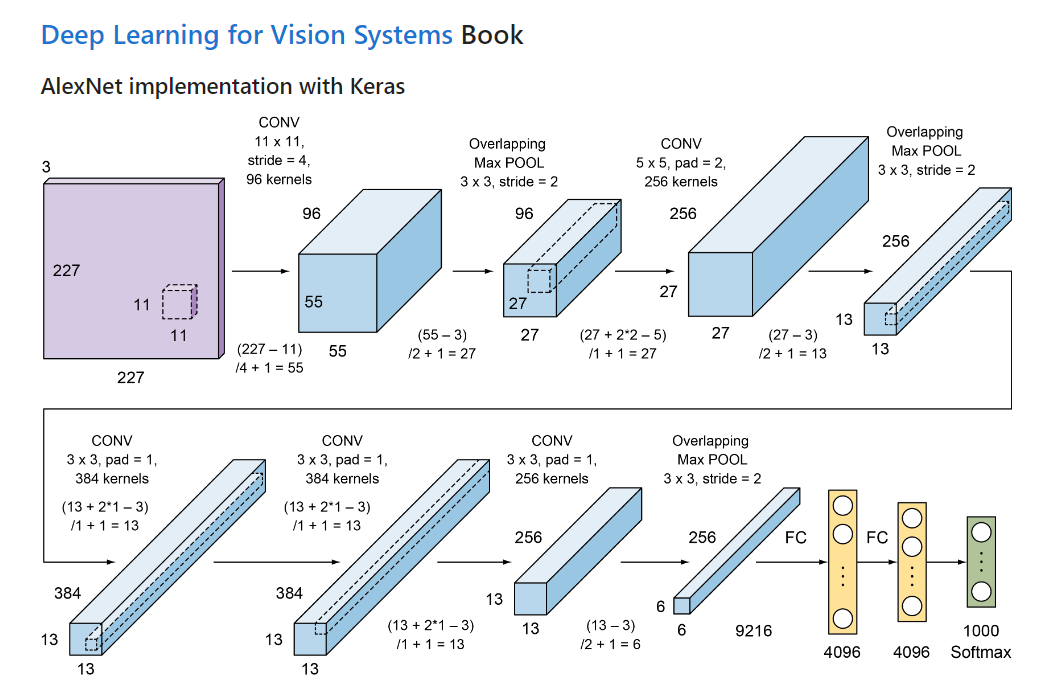 Deep Learning for Vision Systems Book
AlexNet implementation with Keras
3
227
11
11
227
CONV
11 x 11,
stride = 4,
96 kernels
(227 – 11)
/4 + 1 = 55
96
55
55
Overlapping
Max POOL
3 x 3, stride = 2
(55 – 3)
/2 + 1 = 27
96
27
27
CONV
5 x 5, pad = 2,
256 kernels
(27 + 2*2 – 5)
/1 + 1 = 27
256
27
27
Overlapping
Max POOL
3 x 3, stride = 2
(27 – 3)
/2 + 1 = 13
256
13
13
CONV
3 x 3, pad = 1,
384 kernels
(13 + 2*1 – 3)
/1 + 1 = 13
384
13
13
CONV
3 x 3, pad = 1,
384 kernels
(13 + 2*1 – 3)
/1 + 1 = 13
384
13
13
CONV
3 x 3, pad = 1,
256 kernels
(13 + 2*1 – 3)
/1 + 1 = 13
256
13
13
Overlapping
Max POOL
3 x 3, stride = 2
(13 – 3)
/2 + 1 = 6
256
6
6
9216
FC
4096
FC
4096
1000
Softmax